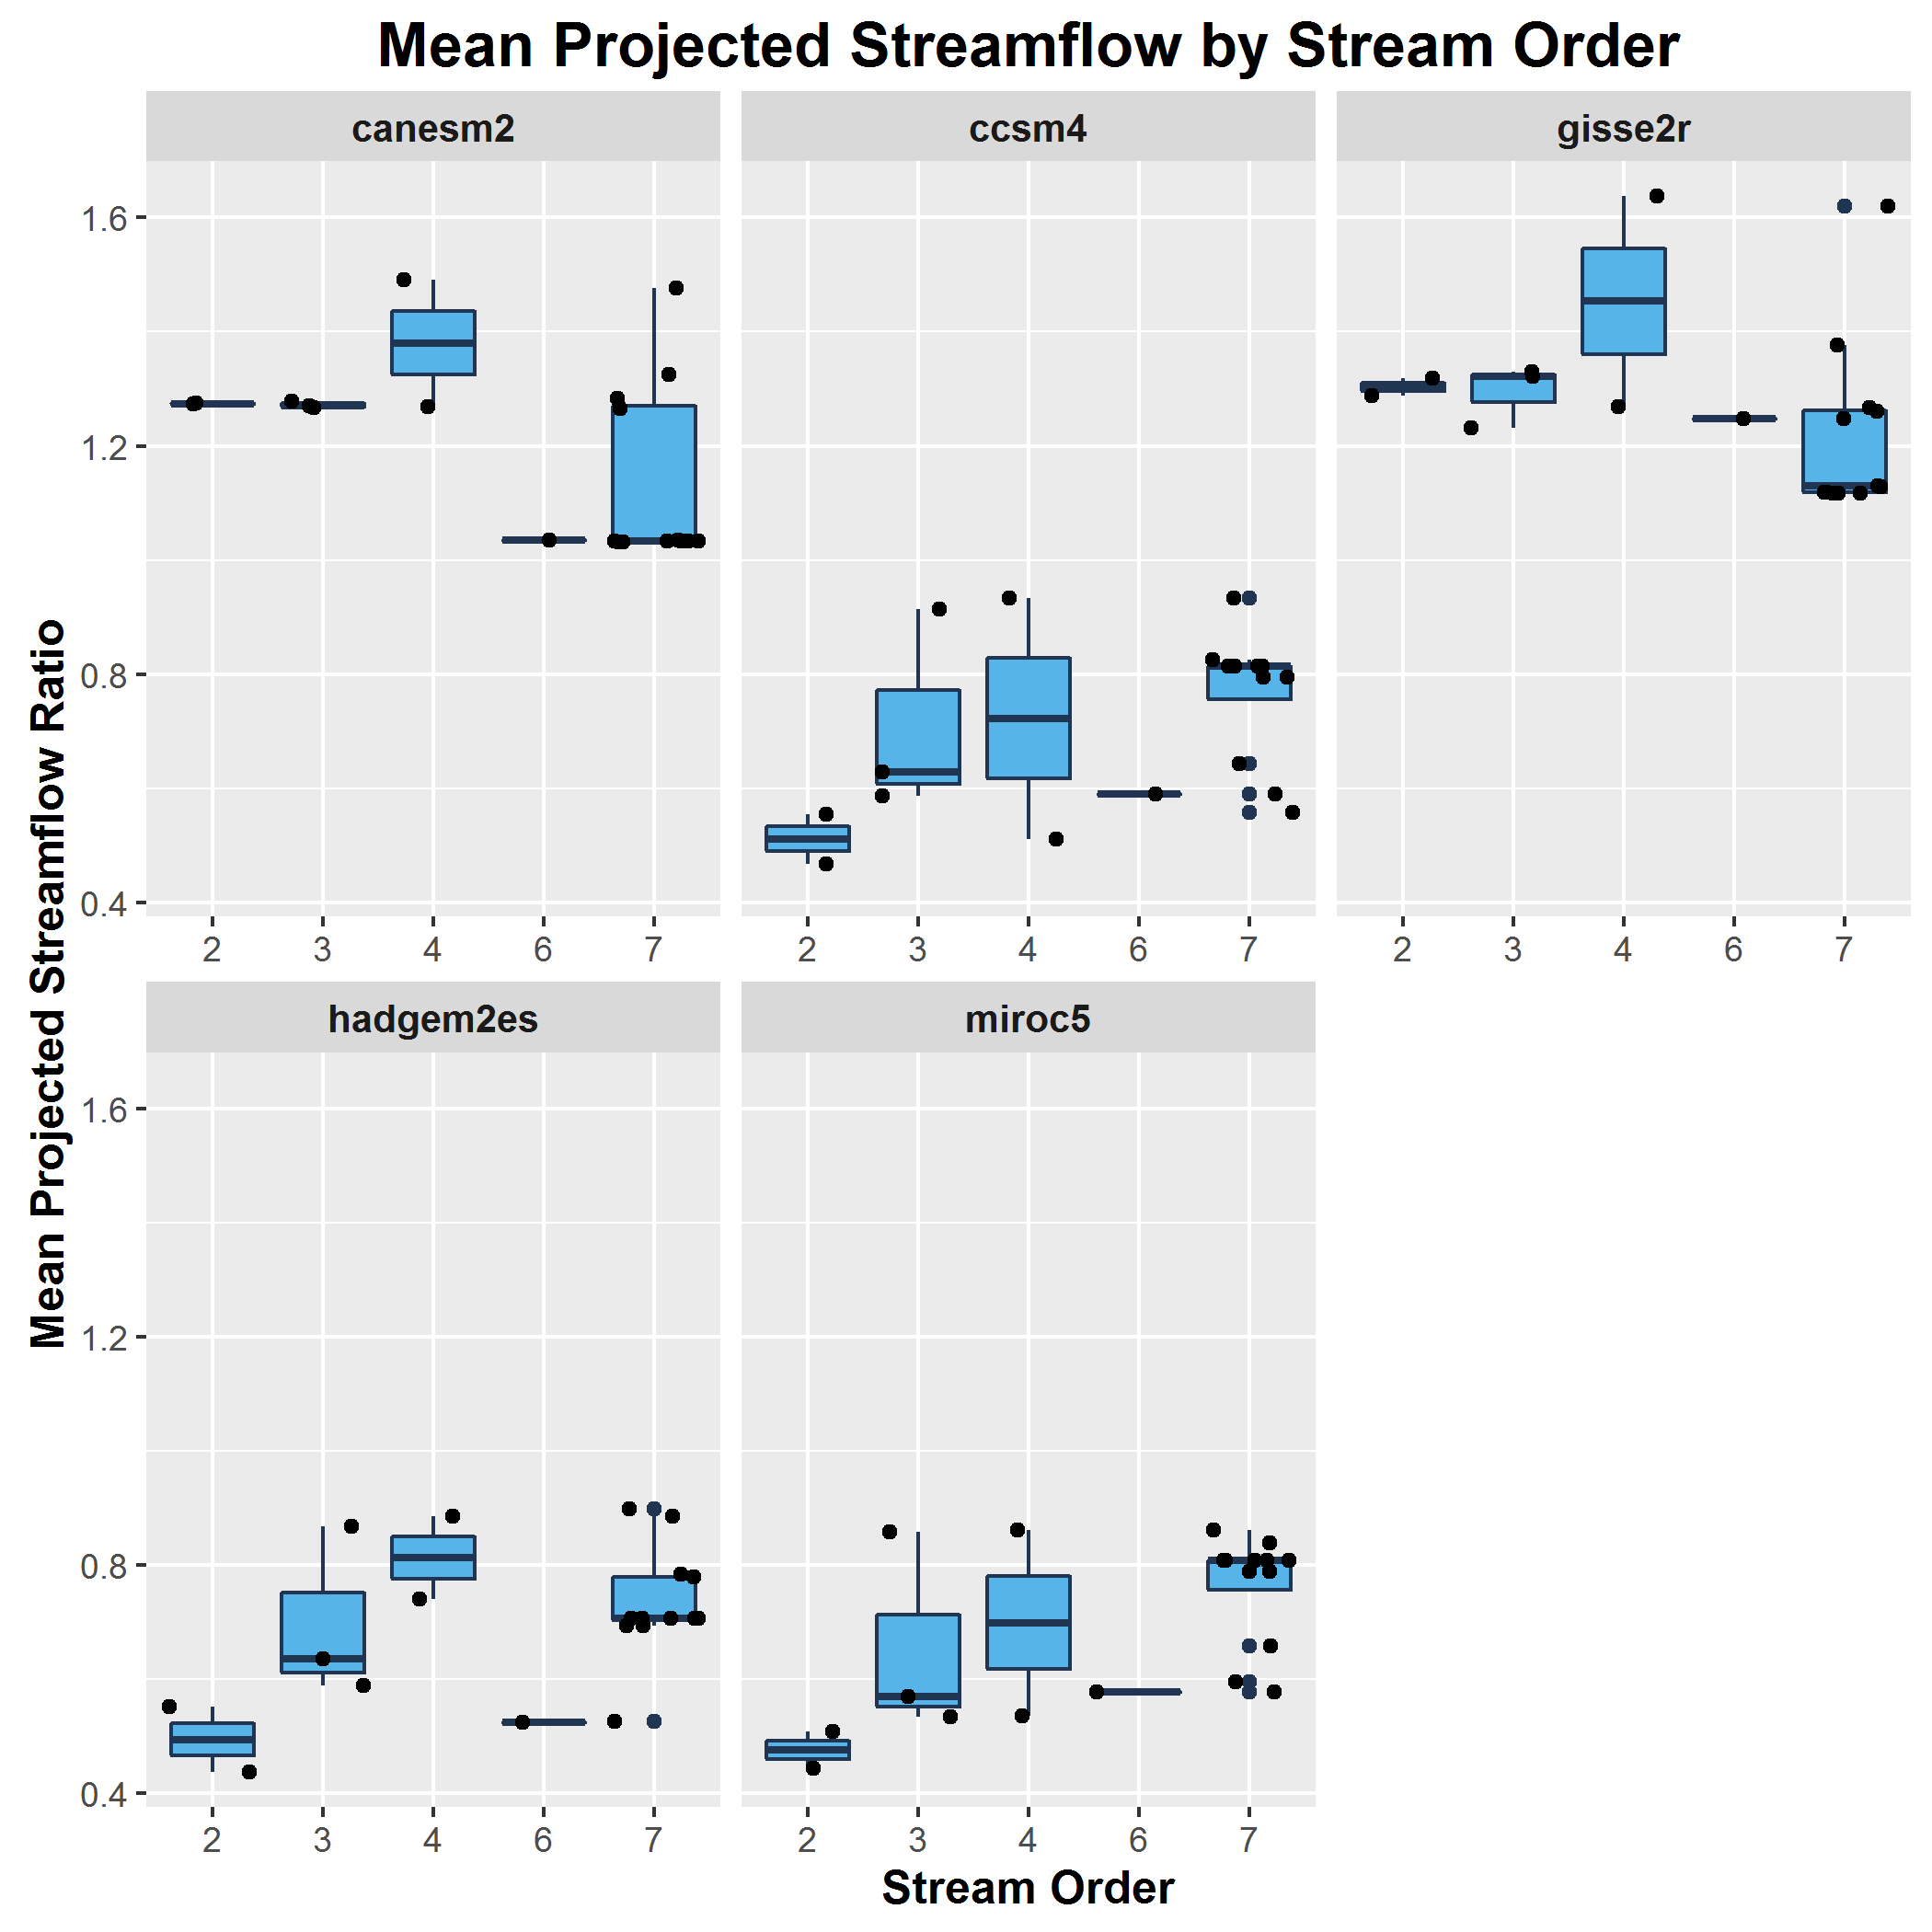 Mean Projected Streamflow by Stream Order
canesm2 ccsm4 gisse2r
Mean Projected Streamflow Ratio
1.6
1.2
0.8
0.4
2 3 4 6 7 2 3 4 6 7 2 3 4 6 7
hadgem2es miroc5
1.6
1.2
0.8
0.4
2 3 4 6 7 2 3 4 6 7
Stream Order